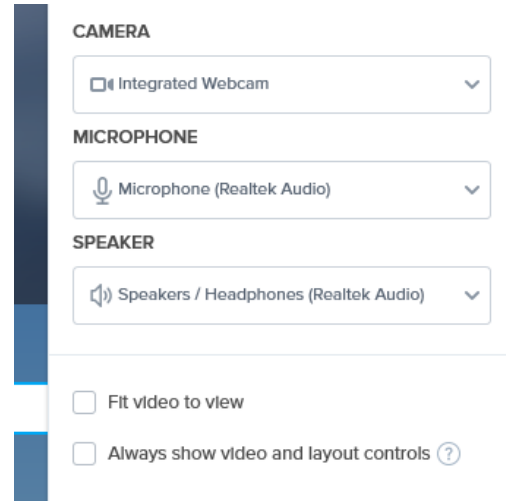 CAMERA
Integrated Webcam
MICROPHONE
Microphone (Realtek Audio)
SPEAKER
Speakers / Headphones (Realtek Audio)
Fit video to view
Always show video and layout controls ?